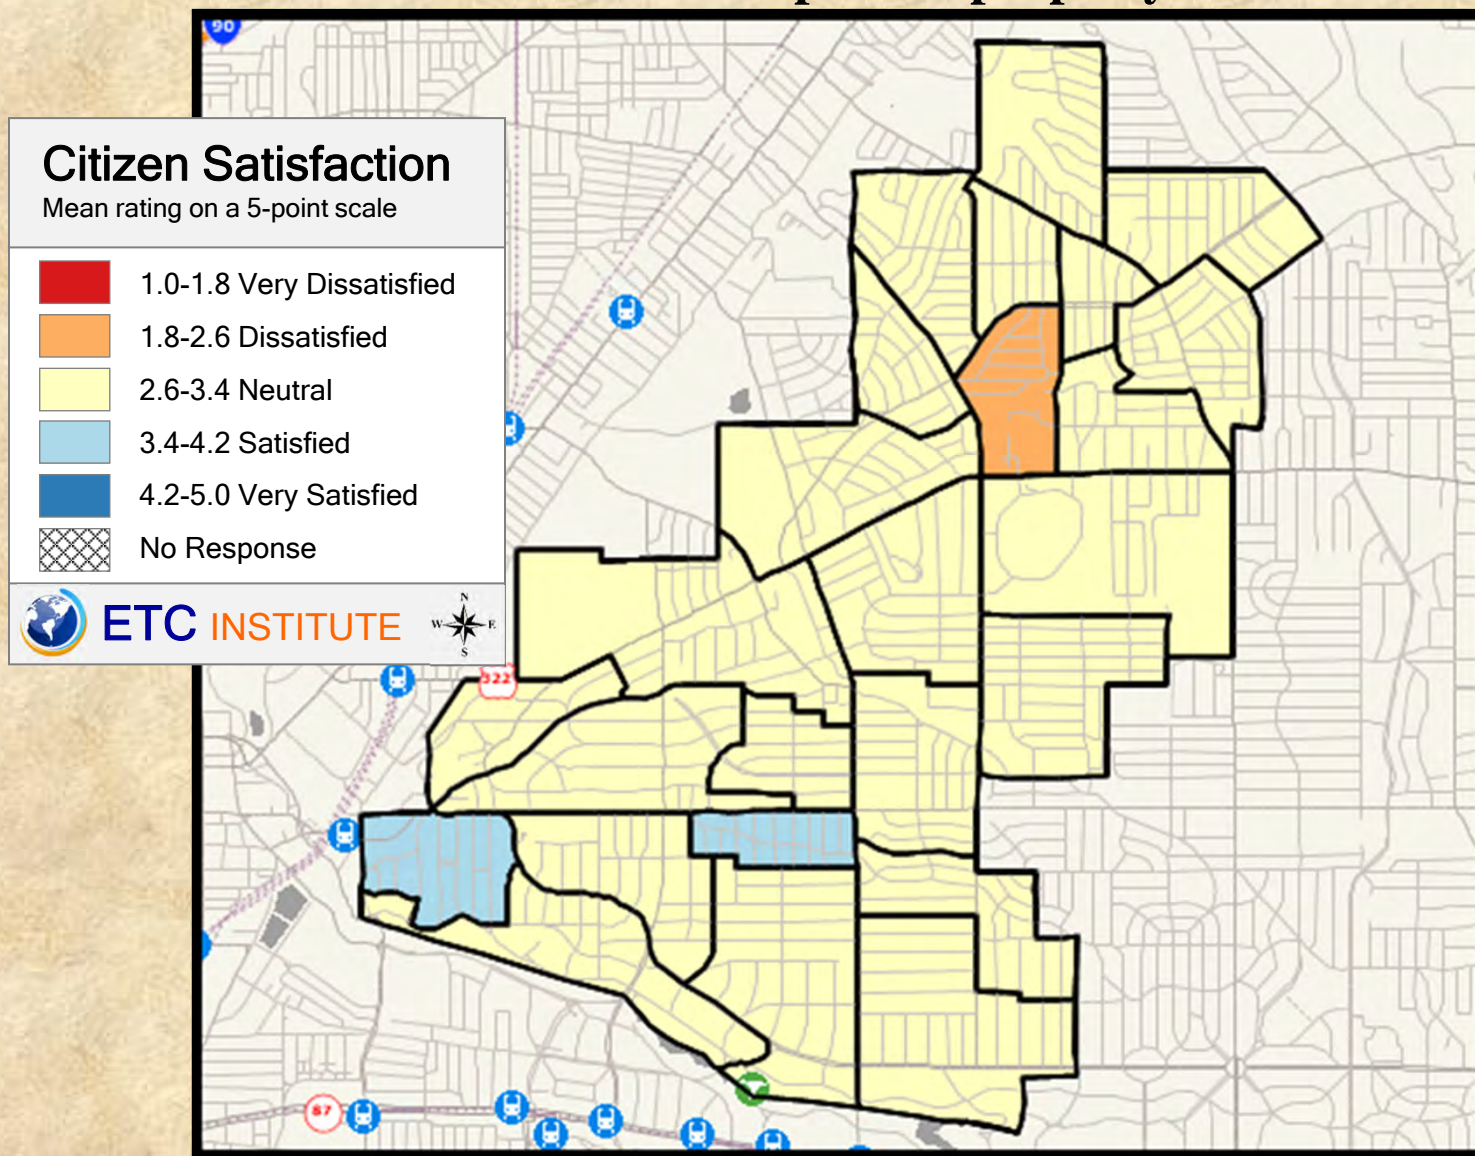 90
Citizen Satisfaction
Mean rating on a 5-point scale
1.0-1.8 Very Dissatisfied
1.8-2.6 Dissatisfied
2.6-3.4 Neutral
3.4-4.2 Satisfied
4.2-5.0 Very Satisfied
No Response
ETC INSTITUTE
N
W E
S
322
87